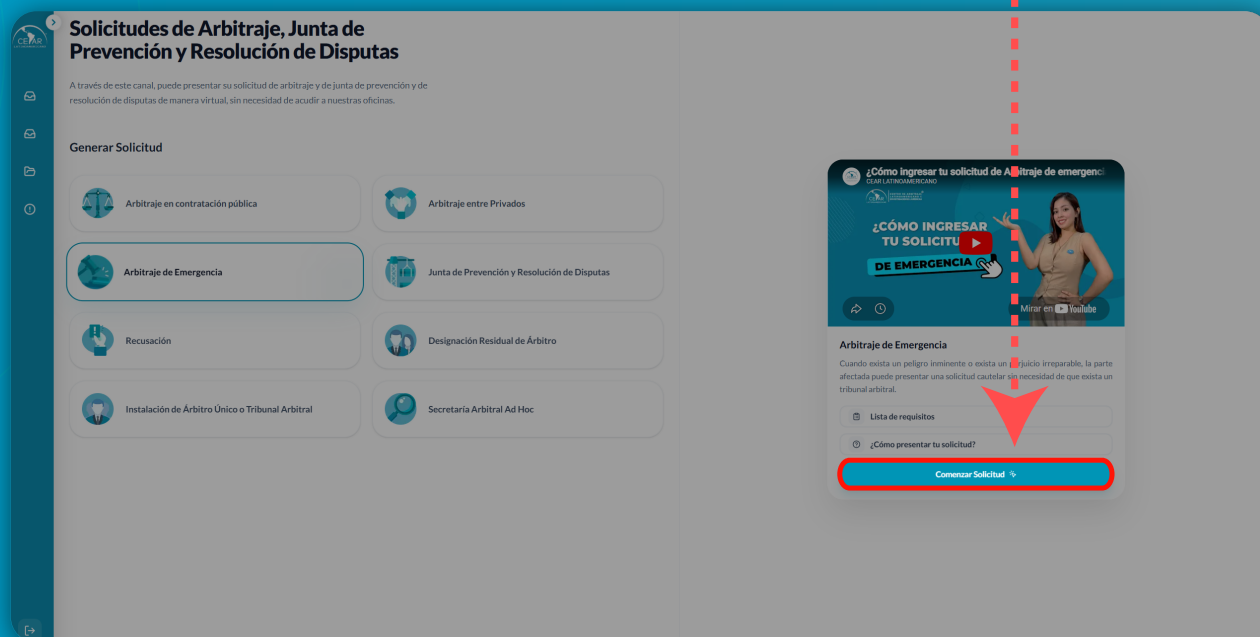 CEAR
LATINOAMERICANO
Solicitudes de Arbitraje, Junta de
Prevención y Resolución de Disputas
A través de este canal, puede presentar su solicitud de arbitraje y de junta de prevención y de
resolución de disputas de manera virtual, sin necesidad de acudir a nuestras oficinas.
Generar Solicitud
Arbitraje en contratación pública
Arbitraje entre Privados
Arbitraje de Emergencia
Junta de Prevención y Resolución de Disputas
Recusación
Designación Residual de Árbitro
Instalación de Árbitro Único o Tribunal Arbitral
Secretaría Arbitral Ad Hoc
¿Cómo ingresar tu solicitud de Arbitraje de emergenci
CEAR LATINOAMERICANO
¿CÓMO INGRESAR
TU SOLICITU
DE EMERGENCIA
Mirar en YouTube
Arbitraje de Emergencia
Cuando exista un peligro inminente o exista un perjuicio irreparable, la parte
afectada puede presentar una solicitud cautelar sin necesidad de que exista un
tribunal arbitral.
Lista de requisitos
¿Cómo presentar tu solicitud?
Comenzar Solicitud